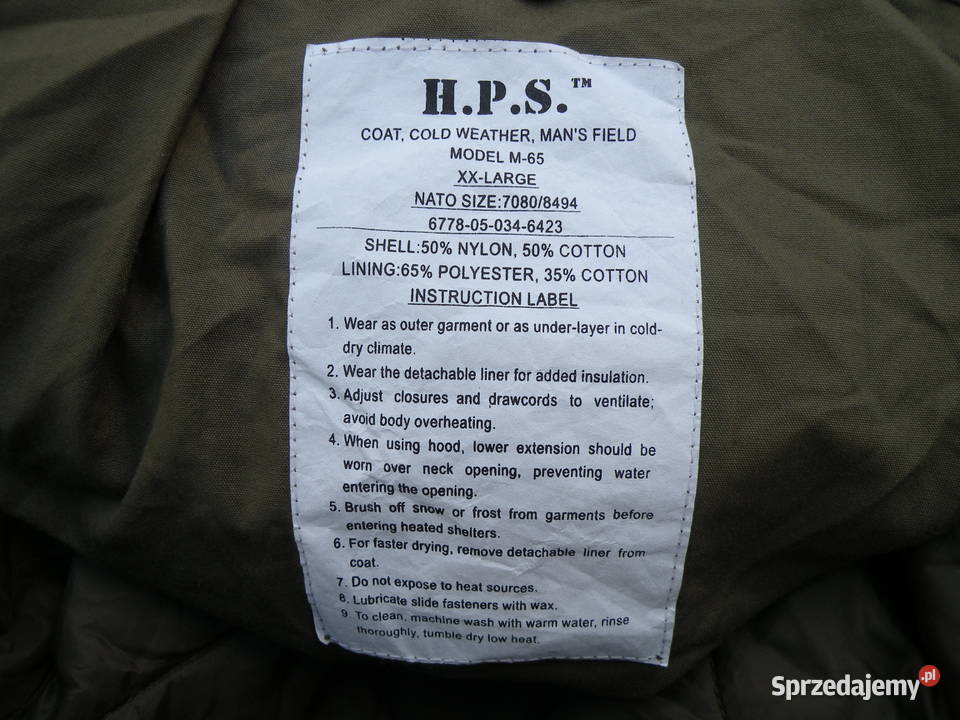 H.P.S.™
COAT, COLD WEATHER, MAN'S FIELD
MODEL M-65
XX-LARGE
NATO SIZE:7080/8494
6778-05-034-6423
SHELL:50% NYLON, 50% COTTON
LINING:65% POLYESTER, 35% COTTON
INSTRUCTION LABEL
1. Wear as outer garment or as under-layer in cold-
dry climate.
2. Wear the detachable liner for added insulation.
3. Adjust closures and drawcords to ventilate;
avoid body overheating.
4. When using hood, lower extension should be
worn over neck opening, preventing water
entering the opening.
5. Brush off snow or frost from garments before
entering heated shelters.
6. For faster drying, remove detachable liner from
coat.
7. Do not expose to heat sources.
8. Lubricate slide fasteners with wax.
9. To clean, machine wash with warm water, rinse
thoroughly, tumble dry low heat.
Sprzedajemy.pl